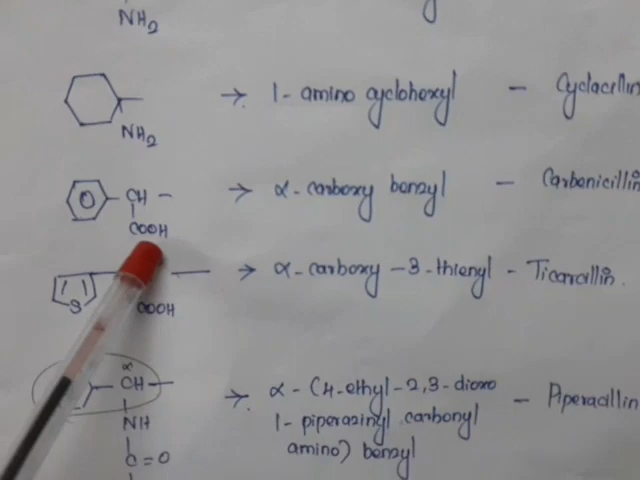 NH2
→ 1-amino cyclohexyl - Cyclacillin
NH2
CH - → α-carboxy benzyl - Carbenicillin
COOH
→ α-carboxy-3-thienyl - Ticarcillin.
S COOH
α
CH → α-(4-ethyl-2,3-dioxo
1-piperazinyl carbonyl - Piperacillin
NH amino) benzyl
C=O